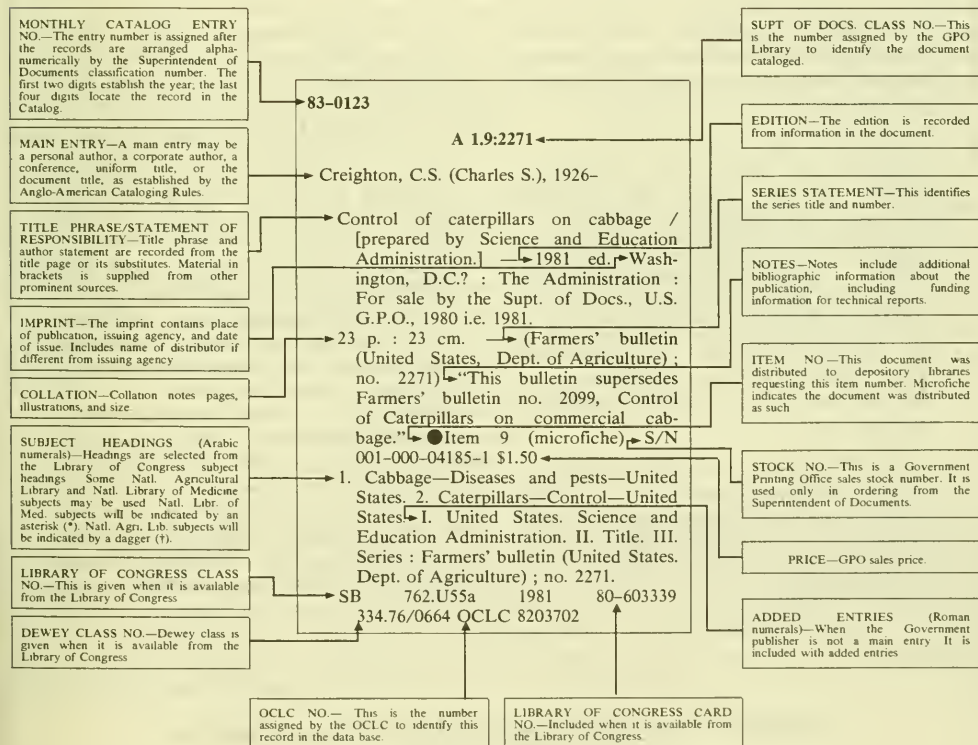 MONTHLY CATALOG ENTRY
NO.—The entry number is assigned after
the records are arranged alpha-
numerically by the Superintendent of
Documents classification number. The
first two digits establish the year; the last
four digits locate the record in the
Catalog.
MAIN ENTRY—A main entry may be
a personal author, a corporate author, a
conference, uniform title, or the
document title, as established by the
Anglo-American Cataloging Rules.
TITLE PHRASE/STATEMENT OF
RESPONSIBILITY—Title phrase and
author statement are recorded from the
title page or its substitutes. Material in
brackets is supplied from other
prominent sources.
IMPRINT—The imprint contains place
of publication, issuing agency, and date
of issue. Includes name of distributor if
different from issuing agency
COLLATION—Collation notes pages,
illustrations, and size
SUBJECT HEADINGS (Arabic
numerals)—Headings are selected from
the Library of Congress subject
headings Some Natl. Agricultural
Library and Natl. Library of Medicine
subjects may be used Natl. Libr. of
Med. subjects will be indicated by an
asterisk (*). Natl. Agri. Lib. subjects will
be indicated by a dagger (†).
LIBRARY OF CONGRESS CLASS
NO.—This is given when it is available
from the Library of Congress
DEWEY CLASS NO.—Dewey class is
given when it is available from the
Library of Congress
83-0123
A 1.9:2271
Creighton, C.S. (Charles S.), 1926–
Control of caterpillars on cabbage /
[prepared by Science and Education
Administration.] — 1981 ed. Wash-
ington, D.C.? : The Administration :
For sale by the Supt. of Docs., U.S.
G.P.O., 1980 i.e. 1981.
23 p. : 23 cm. — (Farmers' bulletin
(United States, Dept. of Agriculture) ;
no. 2271) "This bulletin supersedes
Farmers' bulletin no. 2099, Control
of Caterpillars on commercial cab-
bage." ●Item 9 (microfiche) S/N
001-000-04185-1 $1.50
1. Cabbage—Diseases and pests—United
States. 2. Caterpillars—Control—United
States I. United States. Science and
Education Administration. II. Title. III.
Series : Farmers' bulletin (United States.
Dept. of Agriculture) ; no. 2271.
SB 762.U55a 1981 80-603339
334.76/0664 OCLC 8203702
SUPT OF DOCS. CLASS NO.—This
is the number assigned by the GPO
Library to identify the document
cataloged.
EDITION—The edition is recorded
from information in the document.
SERIES STATEMENT—This identifies
the series title and number.
NOTES—Notes include additional
bibliographic information about the
publication, including funding
information for technical reports.
ITEM NO—This document was
distributed to depository libraries
requesting this item number. Microfiche
indicates the document was distributed
as such
STOCK NO.—This is a Government
Printing Office sales stock number. It is
used only in ordering from the
Superintendent of Documents.
PRICE—GPO sales price.
ADDED ENTRIES (Roman
numerals)—When the Government
publisher is not a main entry It is
included with added entries
OCLC NO.— This is the number
assigned by the OCLC to identify this
record in the data base.
LIBRARY OF CONGRESS CARD
NO.—Included when it is available from
the Library of Congress.